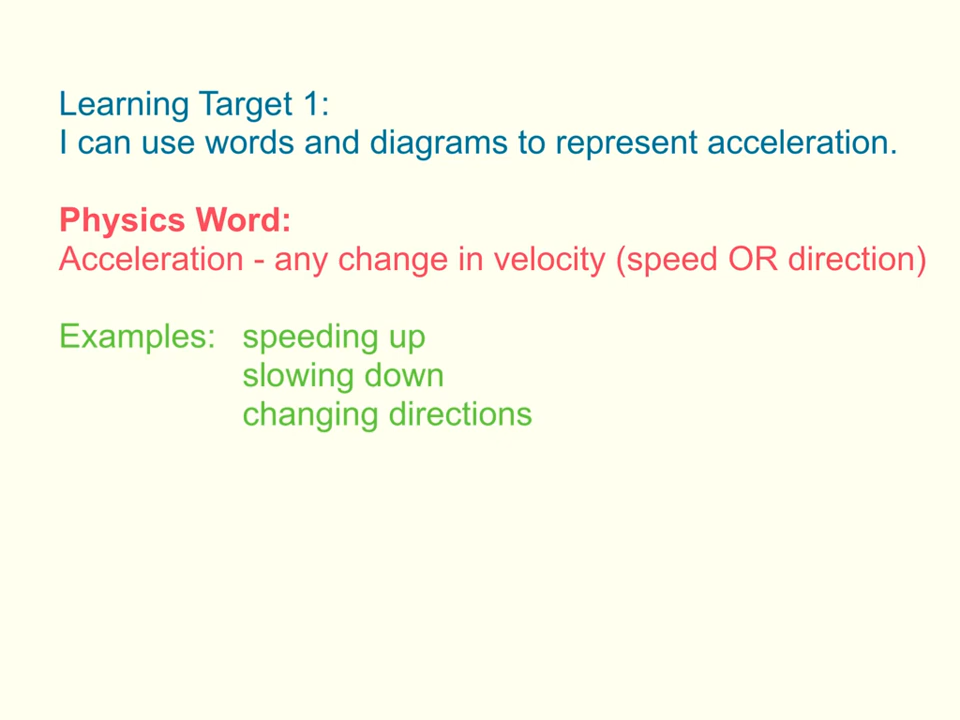 Learning Target 1:
I can use words and diagrams to represent acceleration.
Physics Word:
Acceleration - any change in velocity (speed OR direction)
Examples: speeding up
slowing down
changing directions